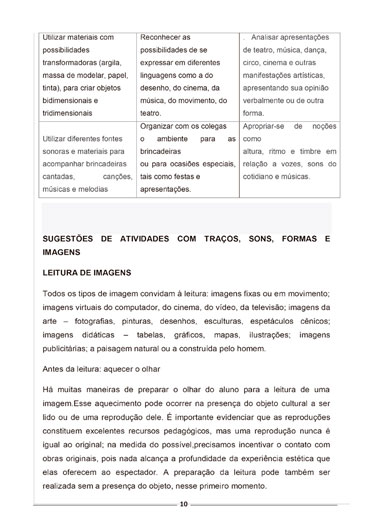 Utilizar materiais com
possibilidades
transformadoras (argila,
massa de modelar, papel,
tinta), para criar objetos
bidimensionais e
tridimensionais
Reconhecer as
possibilidades de se
expressar em diferentes
linguagens como a do
desenho, do cinema, da
música, do movimento, do
teatro.
. Analisar apresentações
de teatro, música, dança,
circo, cinema e outras
manifestações artísticas,
apresentando sua opinião
verbalmente ou de outra
forma.
Utilizar diferentes fontes
sonoras e materiais para
acompanhar brincadeiras
cantadas, canções,
músicas e melodias
Organizar com os colegas
o ambiente para as
brincadeiras
ou para ocasiões especiais,
tais como festas e
apresentações.
Apropriar-se de noções
como
altura, ritmo e timbre em
relação a vozes, sons do
cotidiano e músicas.
SUGESTÕES DE ATIVIDADES COM TRAÇOS, SONS, FORMAS E
IMAGENS
LEITURA DE IMAGENS
Todos os tipos de imagem convidam à leitura: imagens fixas ou em movimento;
imagens virtuais do computador, do cinema, do vídeo, da televisão; imagens da
arte – fotografias, pinturas, desenhos, esculturas, espetáculos cênicos;
imagens didáticas – tabelas, gráficos, mapas, ilustrações; imagens
publicitárias; a paisagem natural ou a construída pelo homem.
Antes da leitura: aquecer o olhar
Há muitas maneiras de preparar o olhar do aluno para a leitura de uma
imagem.Esse aquecimento pode ocorrer na presença do objeto cultural a ser
lido ou de uma reprodução dele. É importante evidenciar que as reproduções
constituem excelentes recursos pedagógicos, mas uma reprodução nunca é
igual ao original; na medida do possível,precisamos incentivar o contato com
obras originais, pois nada alcança a profundidade da experiência estética que
elas oferecem ao espectador. A preparação da leitura pode também ser
realizada sem a presença do objeto, nesse primeiro momento.
10